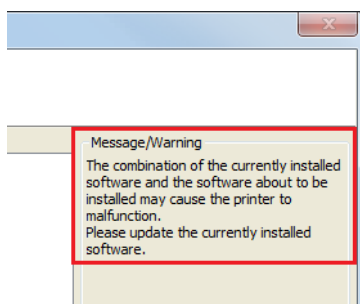 Message/Warning
The combination of the currently installed
software and the software about to be
installed may cause the printer to
malfunction.
Please update the currently installed
software.